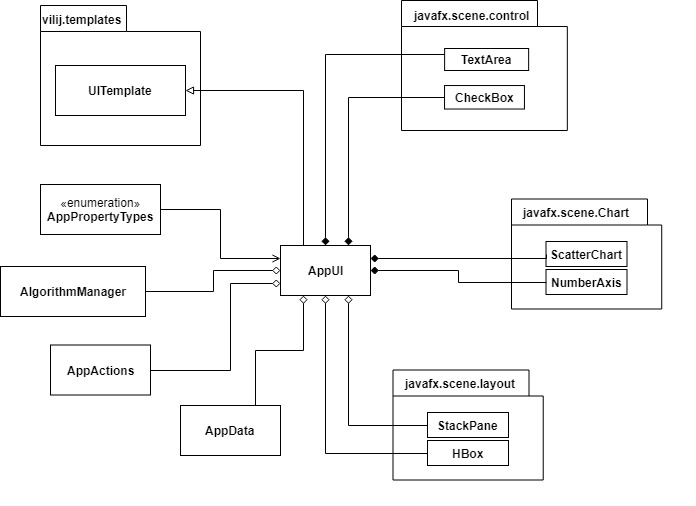 vilij.templates
UITemplate
javafx.scene.control
TextArea
CheckBox
«enumeration»
AppPropertyTypes
AlgorithmManager
AppActions
AppData
AppUI
javafx.scene.Chart
ScatterChart
NumberAxis
javafx.scene.layout
StackPane
HBox